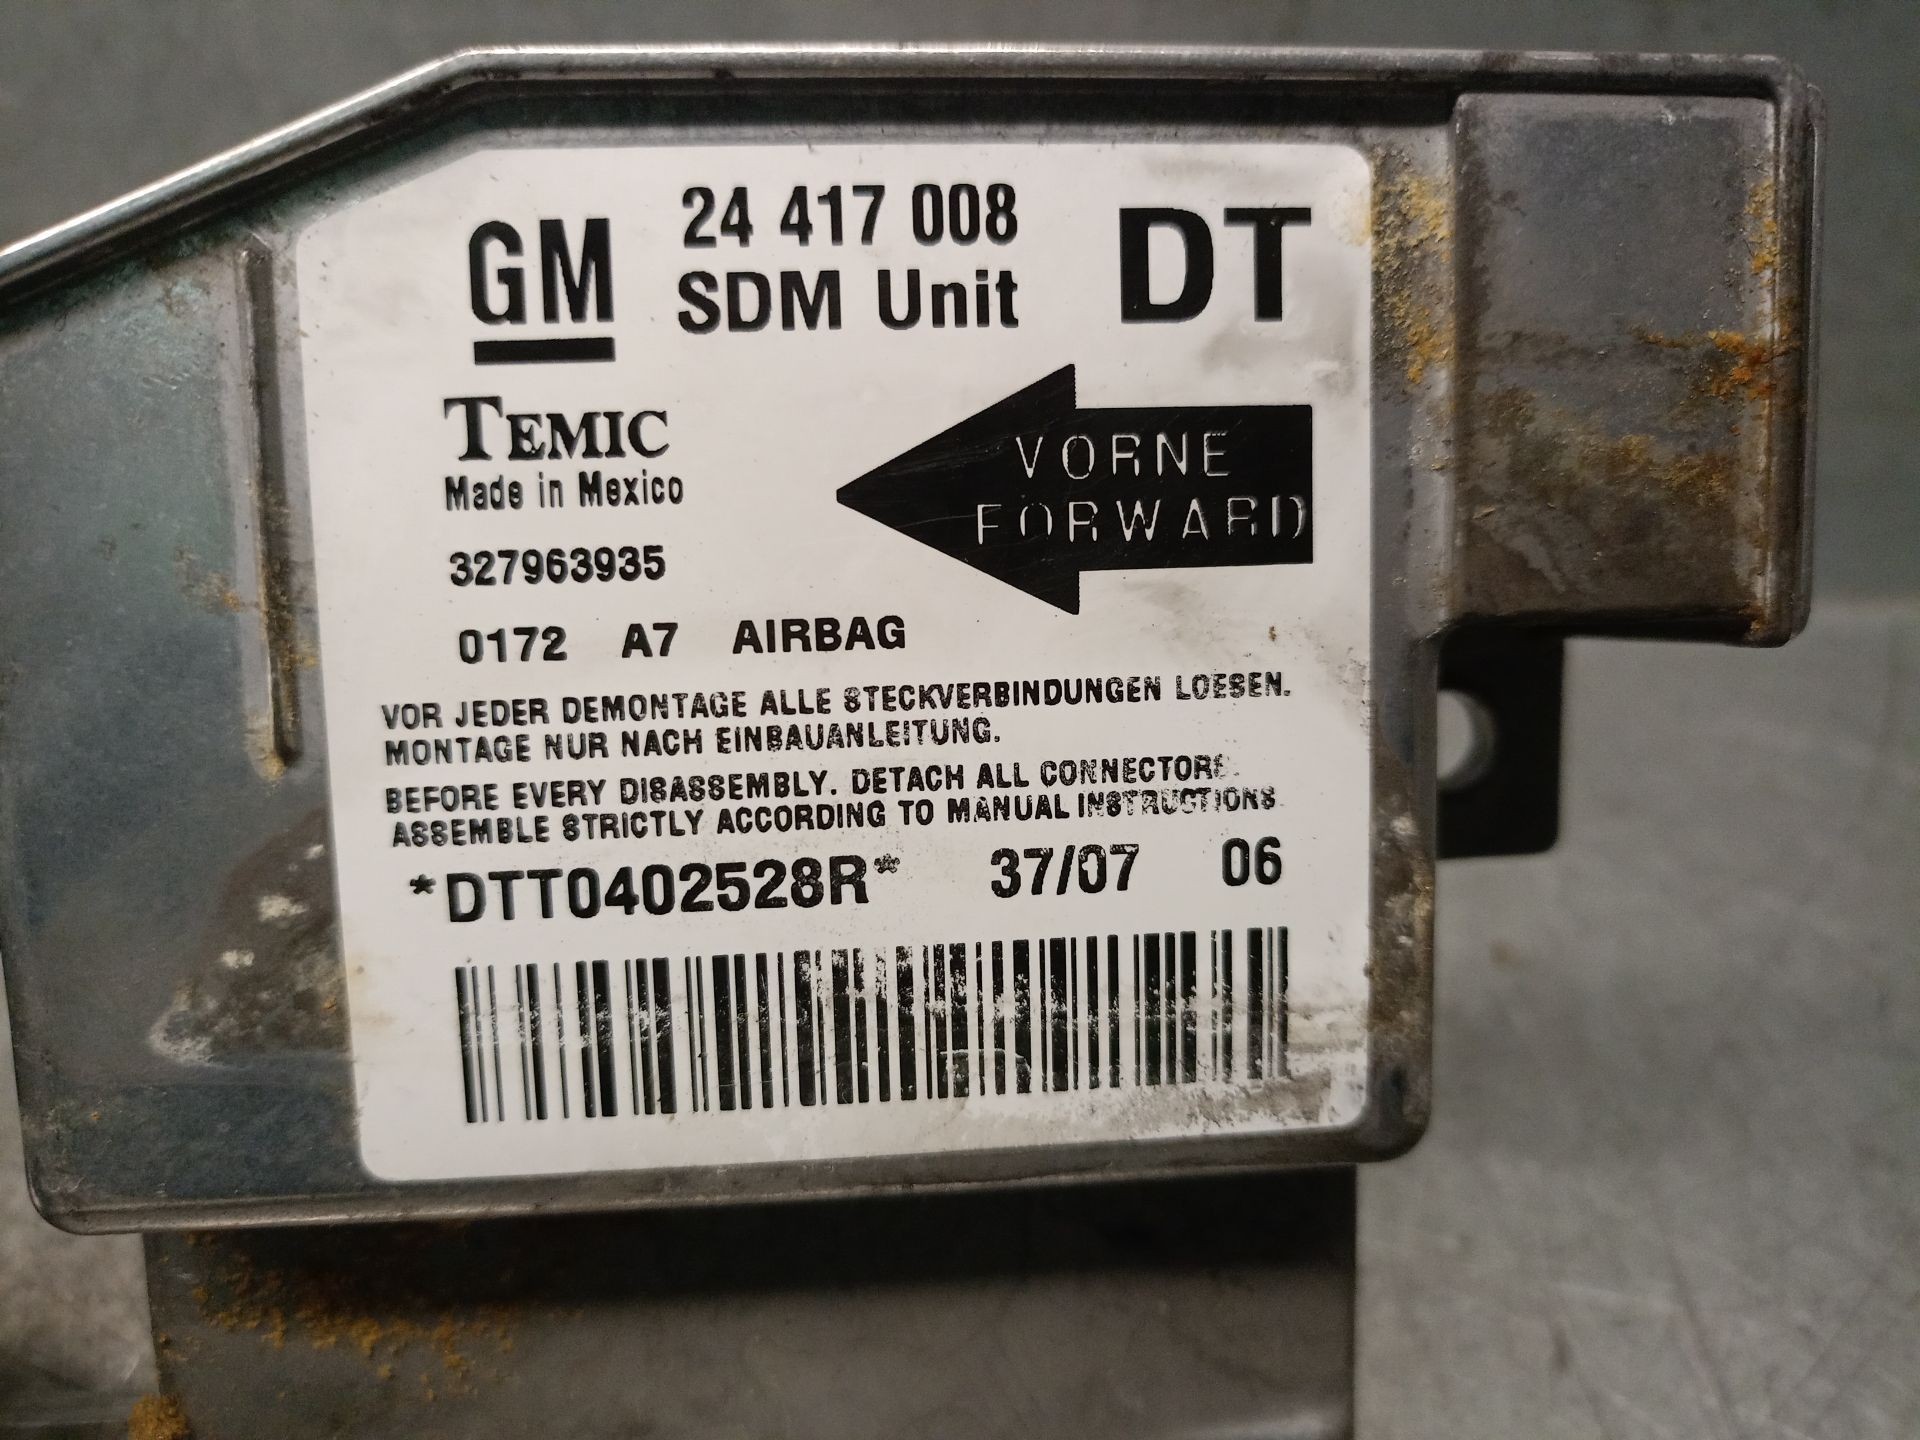 24 417 008
GM
SDM Unit
DT
TEMIC
Made in Mexico
VORNE
FORWARD
327963935
0172 A7 AIRBAG
VOR JEDER DEMONTAGE ALLE STECKVERBINDUNGEN LOESEN.
MONTAGE NUR NACH EINBAUANLEITUNG.
BEFORE EVERY DISASSEMBLY. DETACH ALL CONNECTORS.
ASSEMBLE STRICTLY ACCORDING TO MANUAL INSTRUCTIONS
*DTT0402528R* 37/07 06